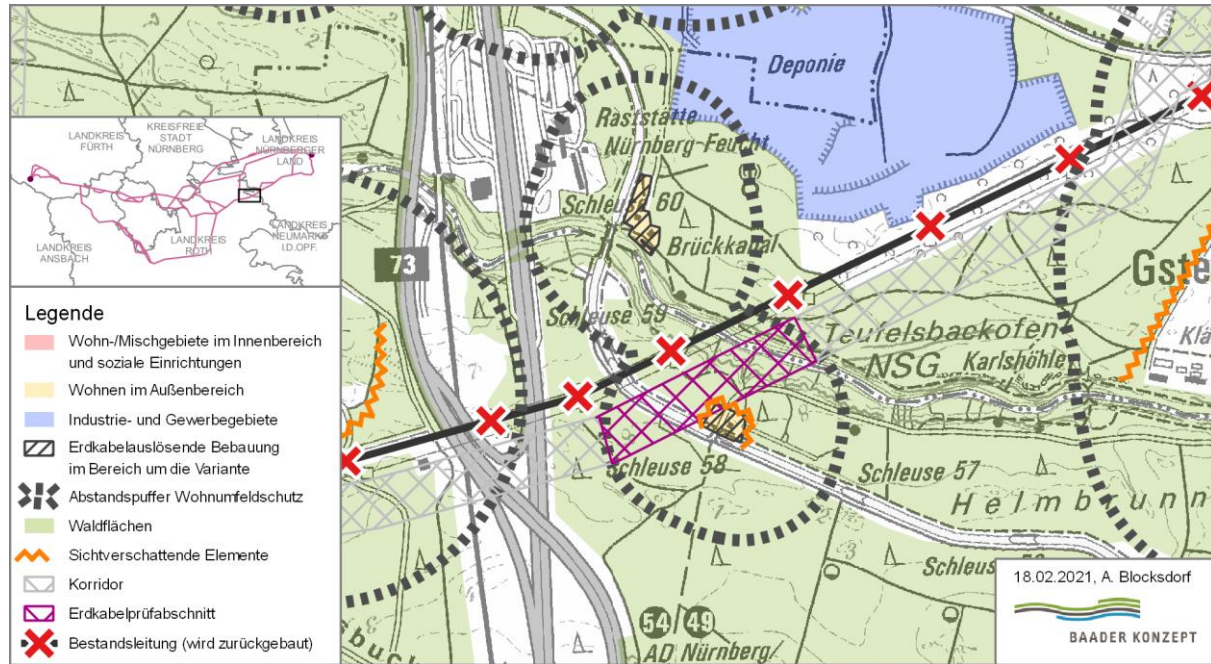 LANDKREIS
FÜRTH
KREISFREIE
STADT
NÜRNBERG
LANDKREIS
NÜRNBERGER
LAND
LANDKREIS
ANSBACH
LANDKREIS
ROTH
LANDKREIS
NEUMARKT
I.D.OPF.
Legende
Wohn-/Mischgebiete im Innenbereich
und soziale Einrichtungen
Wohnen im Außenbereich
Industrie- und Gewerbegebiete
Erdkabelauslösende Bebauung
im Bereich um die Variante
Abstandspuffer Wohnumfeldschutz
Waldflächen
Sichtverschattende Elemente
Korridor
Erdkabelprüfabschnitt
Bestandsleitung (wird zurückgebaut)
Deponie
Raststätte
Nürnberg-Feucht
Schleuse 60
Brückkanal
73
Schleuse 59
Teufelsbackofen
NSG
Karlshöhle
Gste
Klä
Schleuse 58
Schleuse 57
Helmbrunn
Schleus
54 49
AD Nürnberg/
sbuc
18.02.2021, A. Blocksdorf
BAADER KONZEPT